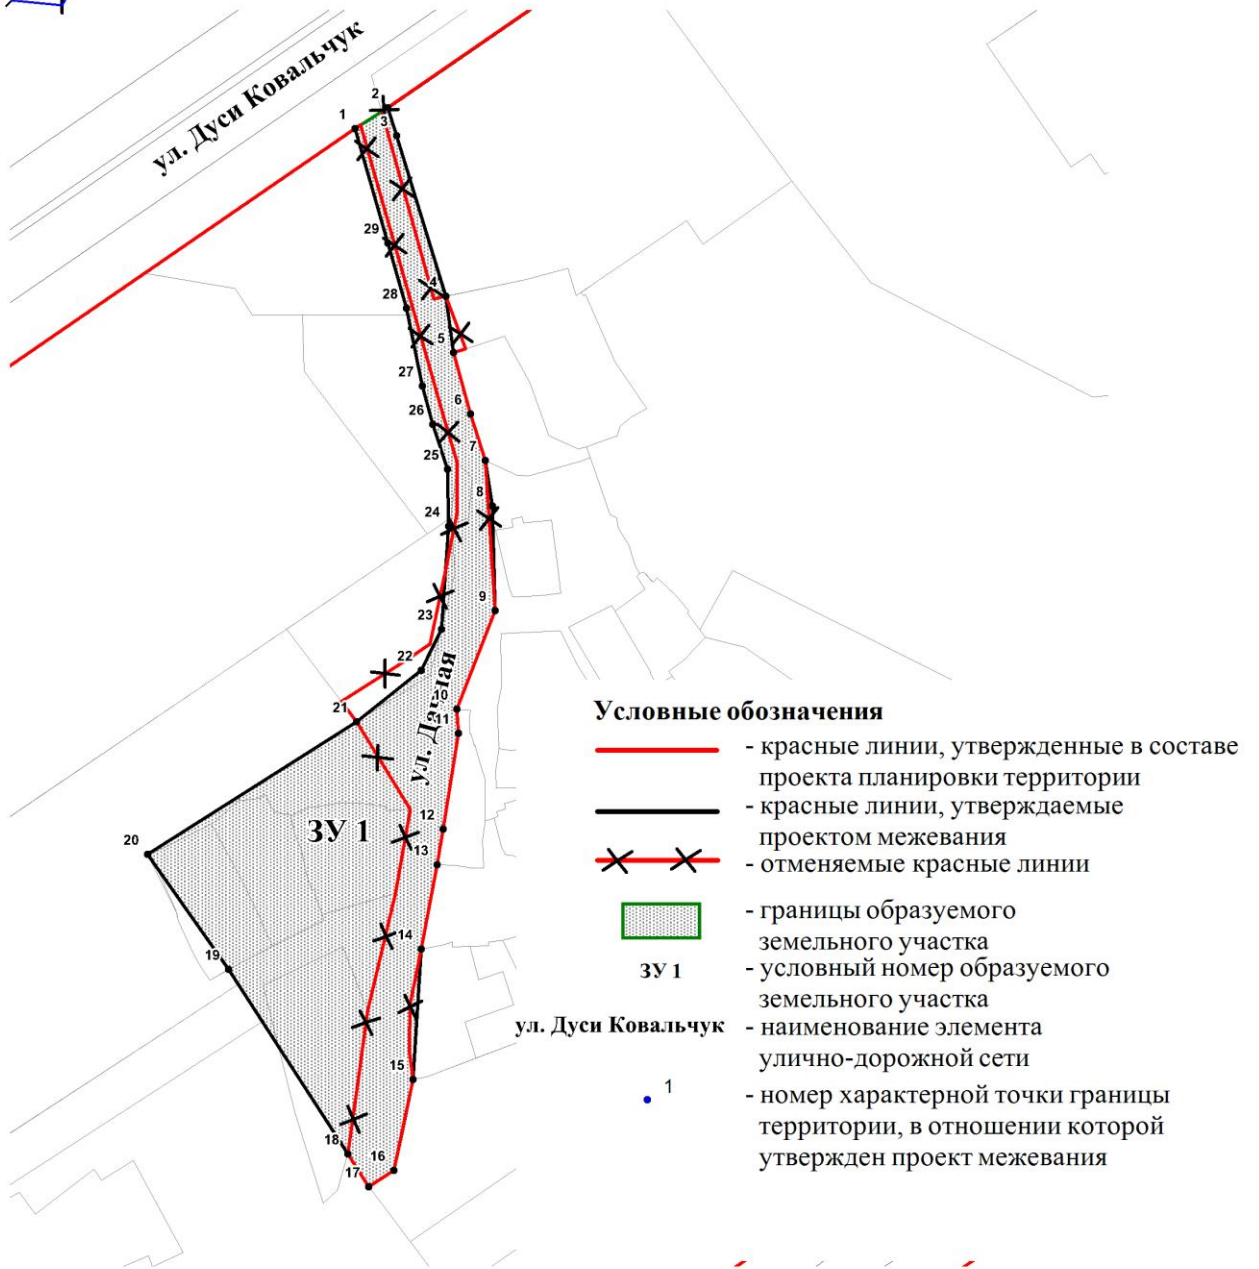 ул. Дуси Ковальчук
2
1
3
29
4
28
5
27
6
26
7
25
8
24
9
23
22
ул. Дачная
10
21
11
12
ЗУ 1
13
20
14
19
15
18
16
17
Условные обозначения
- красные линии, утвержденные в составе
проекта планировки территории
- красные линии, утверждаемые
проектом межевания
- отменяемые красные линии
- границы образуемого
земельного участка
ЗУ 1 - условный номер образуемого
земельного участка
ул. Дуси Ковальчук - наименование элемента
улично-дорожной сети
1 - номер характерной точки границы
территории, в отношении которой
утвержден проект межевания